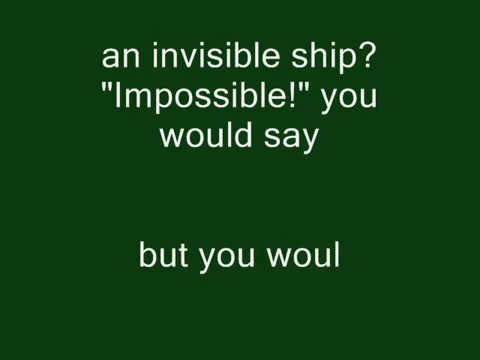 an invisible ship?
"Impossible!" you
would say
but you woul